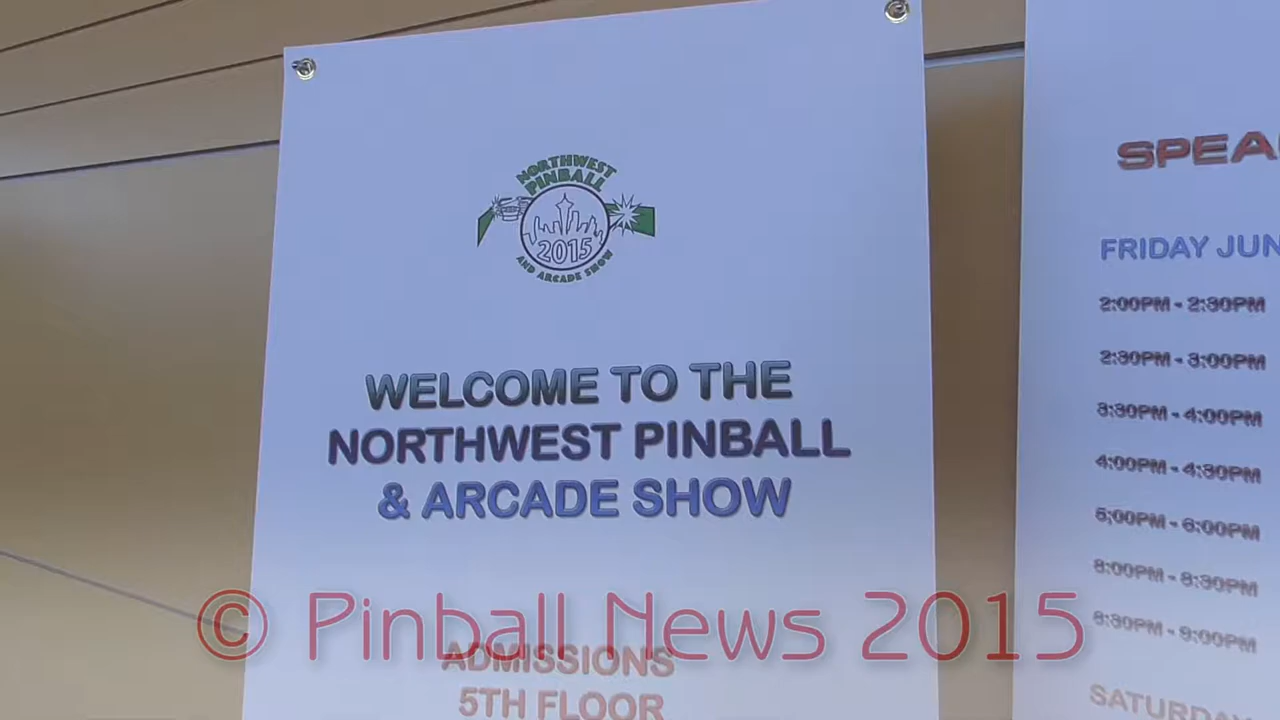 NORTHWEST
PINBALL
2015
AND ARCADE SHOW
WELCOME TO THE
NORTHWEST PINBALL
& ARCADE SHOW
ADMISSIONS
5TH FLOOR
© Pinball News 2015
SPEA
FRIDAY JUN
2:00PM - 2:30PM
2:30PM - 3:00PM
3:30PM - 4:00PM
4:00PM - 4:30PM
5:00PM - 6:00PM
8:00PM - 8:30PM
8:30PM - 9:00PM
SATURDAY